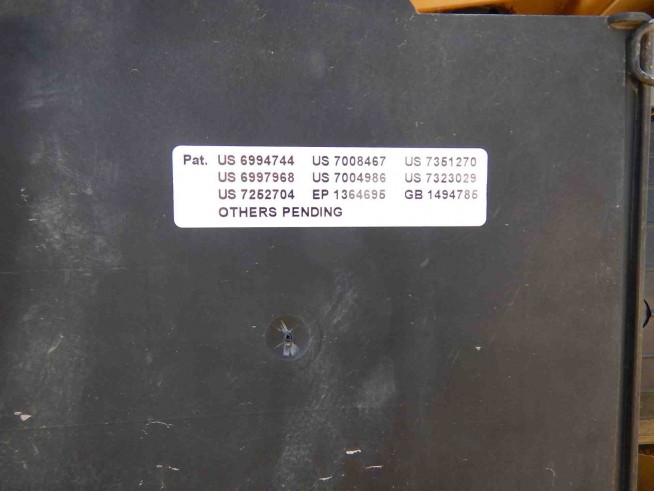 Pat. US 6994744 US 7008467 US 7351270
US 6997968 US 7004986 US 7323029
US 7252704 EP 1364695 GB 1494785
OTHERS PENDING